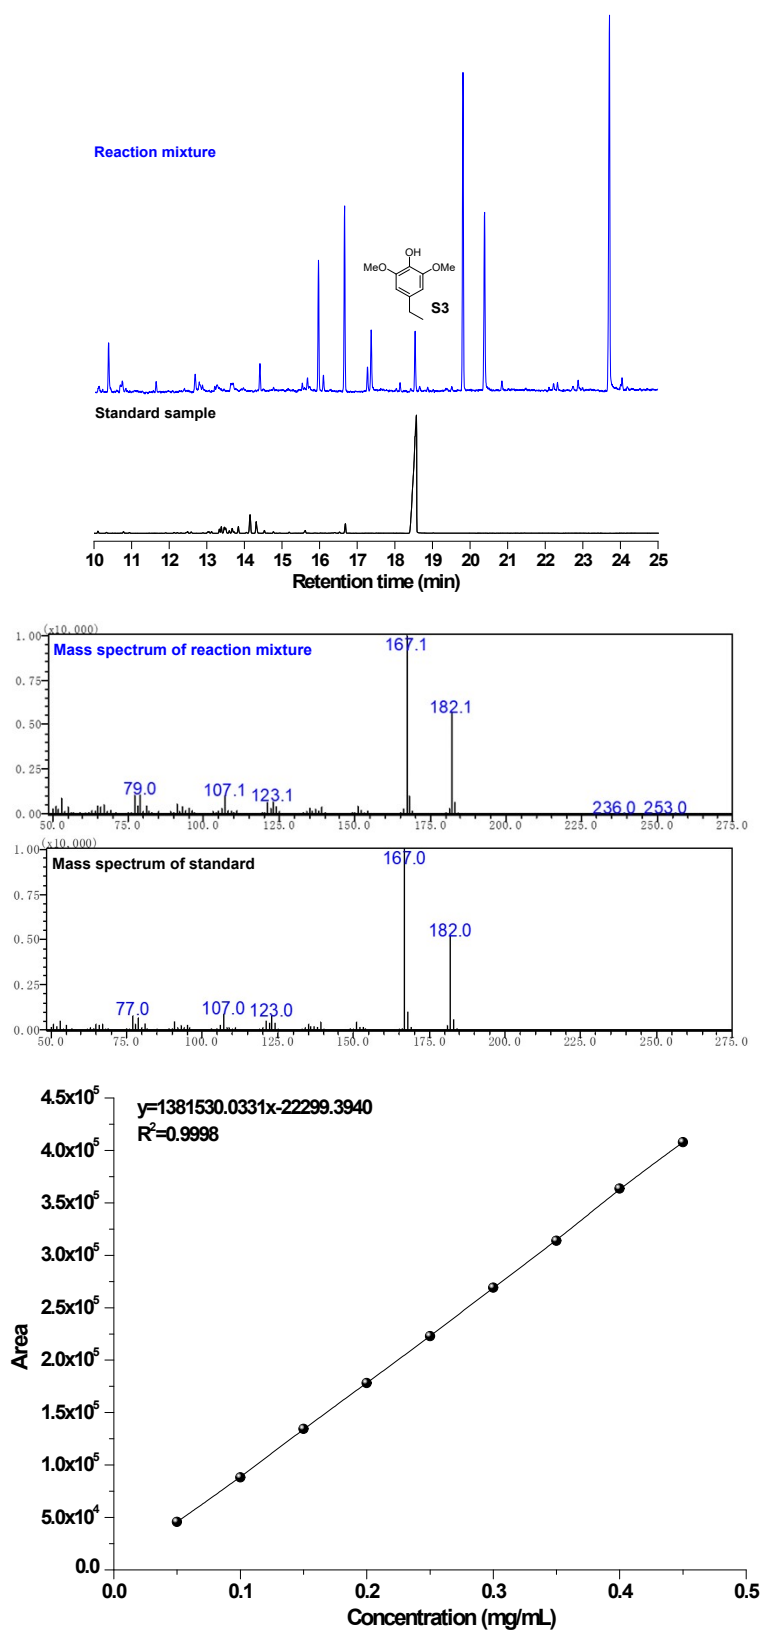 Reaction mixture
OH
MeO
OMe
S3
Standard sample
10 11 12 13 14 15 16 17 18 19 20 21 22 23 24 25
Retention time (min)
(x10,000)
1.00
Mass spectrum of reaction mixture
167.1
0.75
182.1
0.50
0.25
79.0
107.1
123.1
236.0 253.0
0.00
50.0 75.0 100.0 125.0 150.0 175.0 200.0 225.0 250.0 275.0
(x10,000)
1.00
Mass spectrum of standard
167.0
0.75
182.0
0.50
0.25
77.0
107.0
123.0
0.00
50.0 75.0 100.0 125.0 150.0 175.0 200.0 225.0 250.0 275.0
4.5x10⁵
y=1381530.0331x-22299.3940
R²=0.9998
4.0x10⁵
3.5x10⁵
3.0x10⁵
2.5x10⁵
2.0x10⁵
1.5x10⁵
1.0x10⁵
5.0x10⁴
0.0
Area
0.0 0.1 0.2 0.3 0.4 0.5
Concentration (mg/mL)